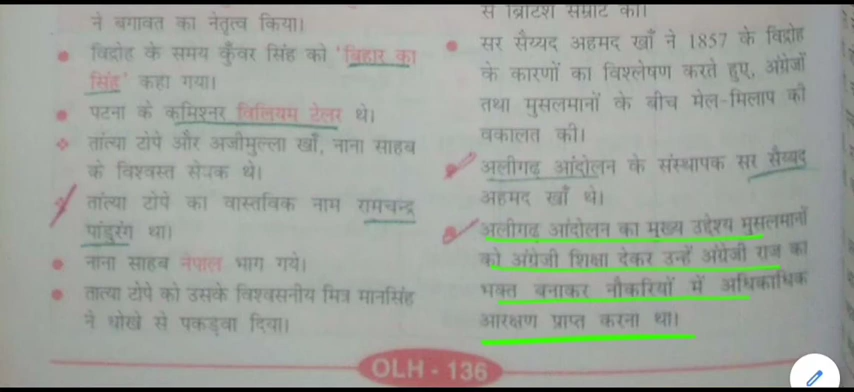 ने बगावत का नेतृत्व किया।
विद्रोह के समय कुँवर सिंह को 'बिहार का
सिंह' कहा गया।
पटना के कमिश्नर विलियम टेलर थे।
तांत्या टोपे और अजीमुल्ला खाँ, नाना साहब
के विश्वस्त सेवक थे।
तांत्या टोपे का वास्तविक नाम रामचन्द्र
पांडुरंग था।
नाना साहब नेपाल भाग गये।
तात्या टोपे को उसके विश्वसनीय मित्र मानसिंह
ने धोखे से पकड़वा दिया।
से ब्रिटिश सम्राट की।
सर सैय्यद अहमद खाँ ने 1857 के विद्रोह
के कारणों का विश्लेषण करते हुए, अंग्रेजों
तथा मुसलमानों के बीच मेल-मिलाप की
वकालत की।
अलीगढ़ आंदोलन के संस्थापक सर सैय्यद
अहमद खाँ थे।
अलीगढ़ आंदोलन का मुख्य उद्देश्य मुसलमानों
को अंग्रेजी शिक्षा देकर उन्हें अंग्रेजी राज का
भक्त बनाकर नौकरियों में अधिकाधिक
आरक्षण प्राप्त करना था।
OLH - 136